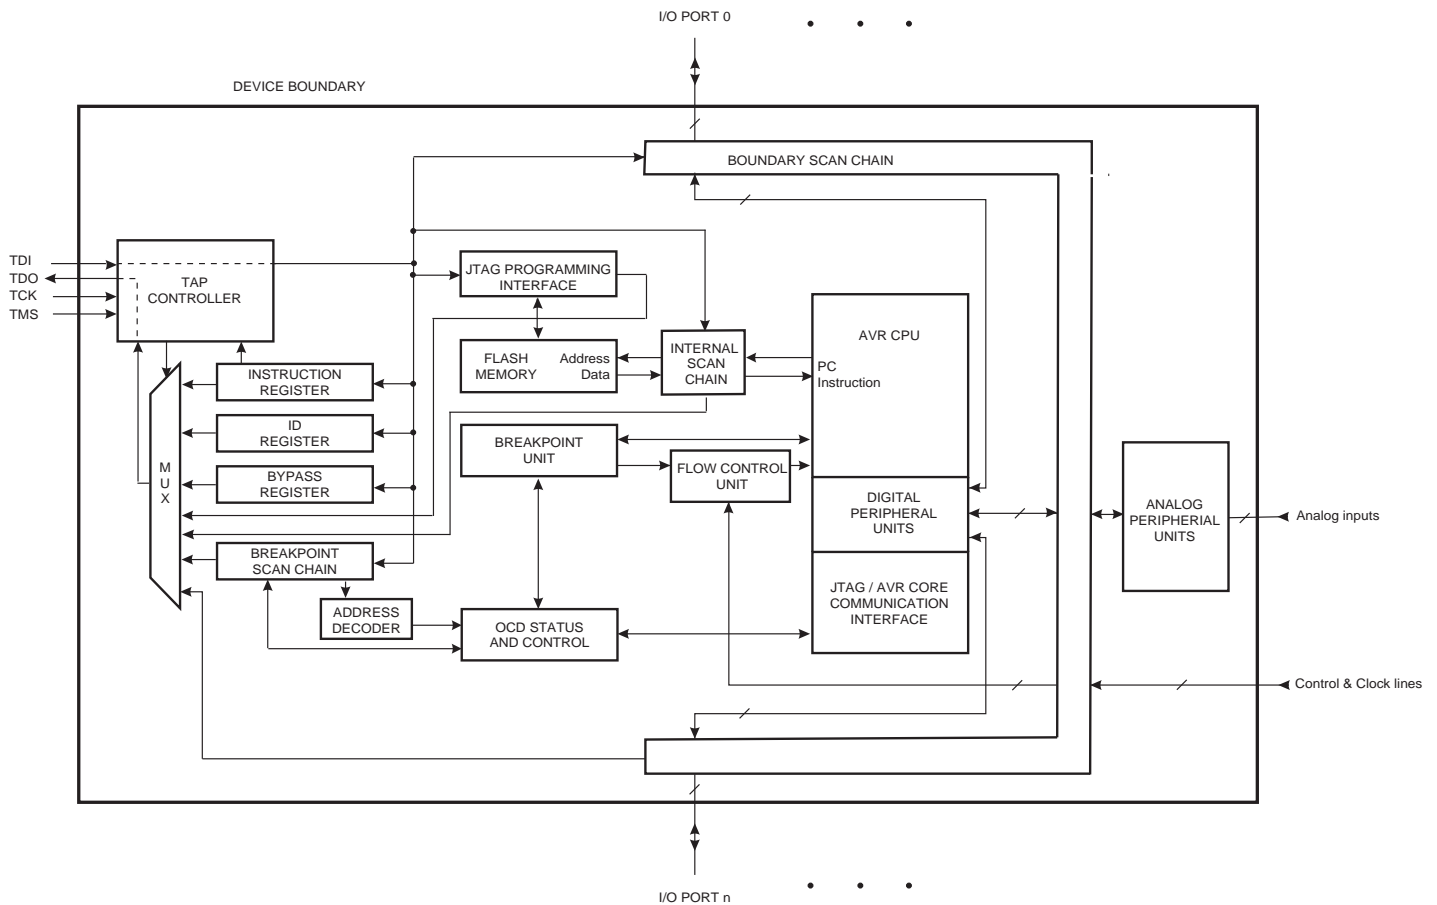 I/O PORT 0
DEVICE BOUNDARY
BOUNDARY SCAN CHAIN
TDI
TDO
TCK
TMS
TAP
CONTROLLER
JTAG PROGRAMMING
INTERFACE
AVR CPU
FLASH
MEMORY
Address
Data
INTERNAL
SCAN
CHAIN
PC
Instruction
INSTRUCTION
REGISTER
ID
REGISTER
BYPASS
REGISTER
M
U
X
BREAKPOINT
UNIT
FLOW CONTROL
UNIT
DIGITAL
PERIPHERAL
UNITS
ANALOG
PERIPHERIAL
UNITS
Analog inputs
BREAKPOINT
SCAN CHAIN
ADDRESS
DECODER
OCD STATUS
AND CONTROL
JTAG / AVR CORE
COMMUNICATION
INTERFACE
Control & Clock lines
I/O PORT n